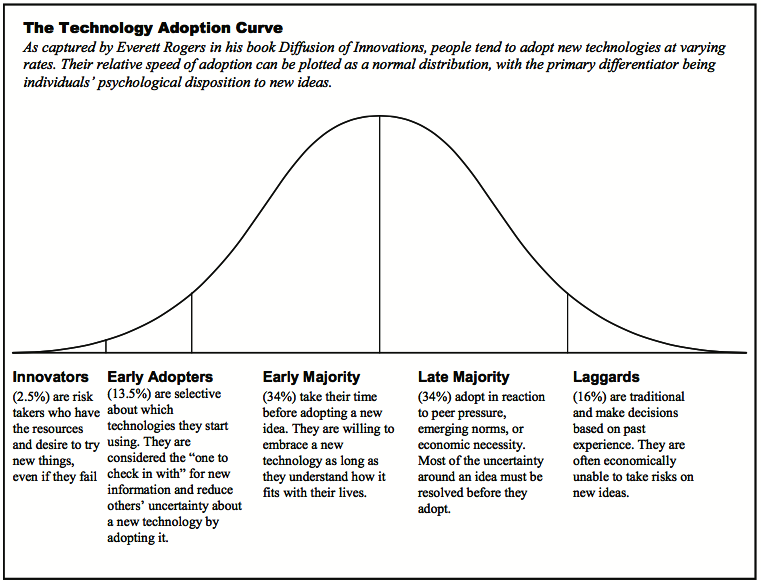 The Technology Adoption Curve
As captured by Everett Rogers in his book Diffusion of Innovations, people tend to adopt new technologies at varying
rates. Their relative speed of adoption can be plotted as a normal distribution, with the primary differentiator being
individuals’ psychological disposition to new ideas.
Innovators
(2.5%) are risk
takers who have
the resources
and desire to try
new things,
even if they fail
Early Adopters
(13.5%) are selective
about which
technologies they start
using. They are
considered the “one to
check in with” for new
information and reduce
others’ uncertainty about
a new technology by
adopting it.
Early Majority
(34%) take their time
before adopting a new
idea. They are willing to
embrace a new
technology as long as
they understand how it
fits with their lives.
Late Majority
(34%) adopt in reaction
to peer pressure,
emerging norms, or
economic necessity.
Most of the uncertainty
around an idea must be
resolved before they
adopt.
Laggards
(16%) are traditional
and make decisions
based on past
experience. They are
often economically
unable to take risks on
new ideas.